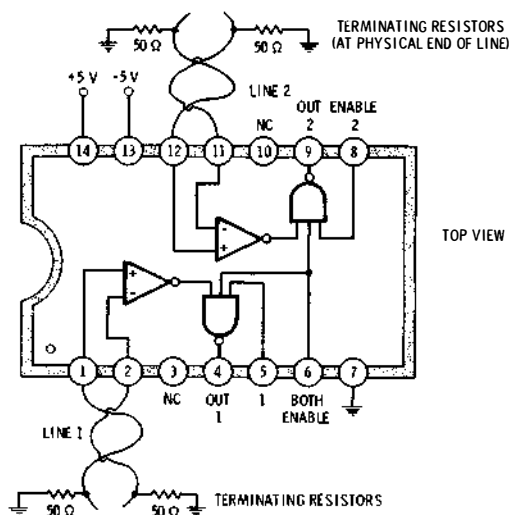 50 Ω
50 Ω
TERMINATING RESISTORS
(AT PHYSICAL END OF LINE)
+5 V
-5 V
LINE 2
NC
OUT
2
ENABLE
2
14
13
12
11
10
9
8
-
+
TOP VIEW
+
-
1
2
3
4
5
6
7
NC
OUT
1
1
BOTH
ENABLE
LINE 1
50 Ω
50 Ω
TERMINATING RESISTORS